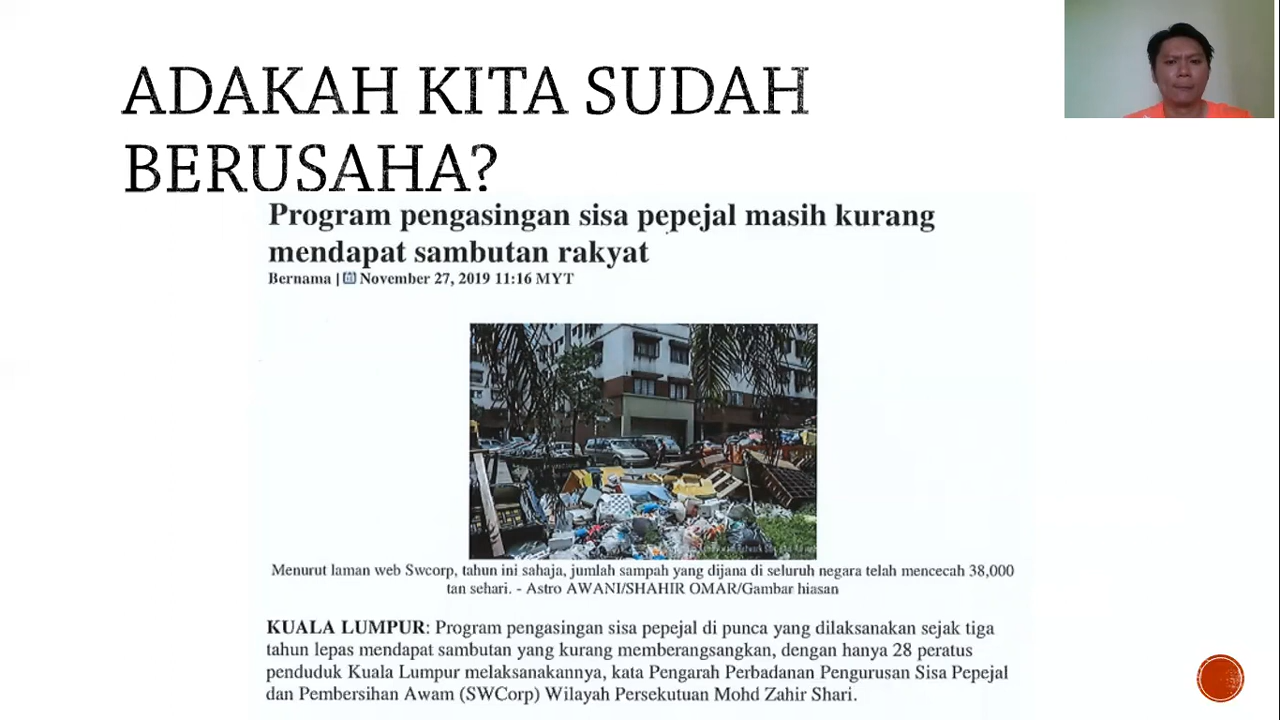 ADAKAH KITA SUDAH
BERUSAHA?
Program pengasingan sisa pepejal masih kurang
mendapat sambutan rakyat
Bernama | November 27, 2019 11:16 MYT
Menurut laman web Swcorp, tahun ini sahaja, jumlah sampah yang dijana di seluruh negara telah mencecah 38,000
tan sehari. - Astro AWANI/SHAHIR OMAR/Gambar hiasan
KUALA LUMPUR: Program pengasingan sisa pepejal di punca yang dilaksanakan sejak tiga
tahun lepas mendapat sambutan yang kurang memberangsangkan, dengan hanya 28 peratus
penduduk Kuala Lumpur melaksanakannya, kata Pengarah Perbadanan Pengurusan Sisa Pepejal
dan Pembersihan Awam (SWCorp) Wilayah Persekutuan Mohd Zahir Shari.